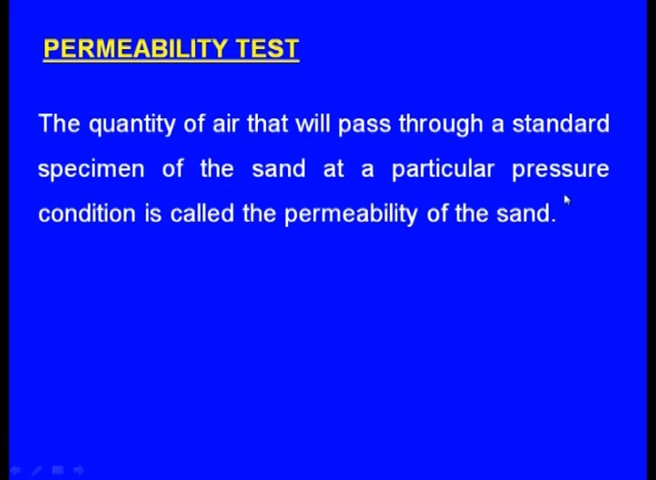 PERMEABILITY TEST
The quantity of air that will pass through a standard
specimen of the sand at a particular pressure
condition is called the permeability of the sand.